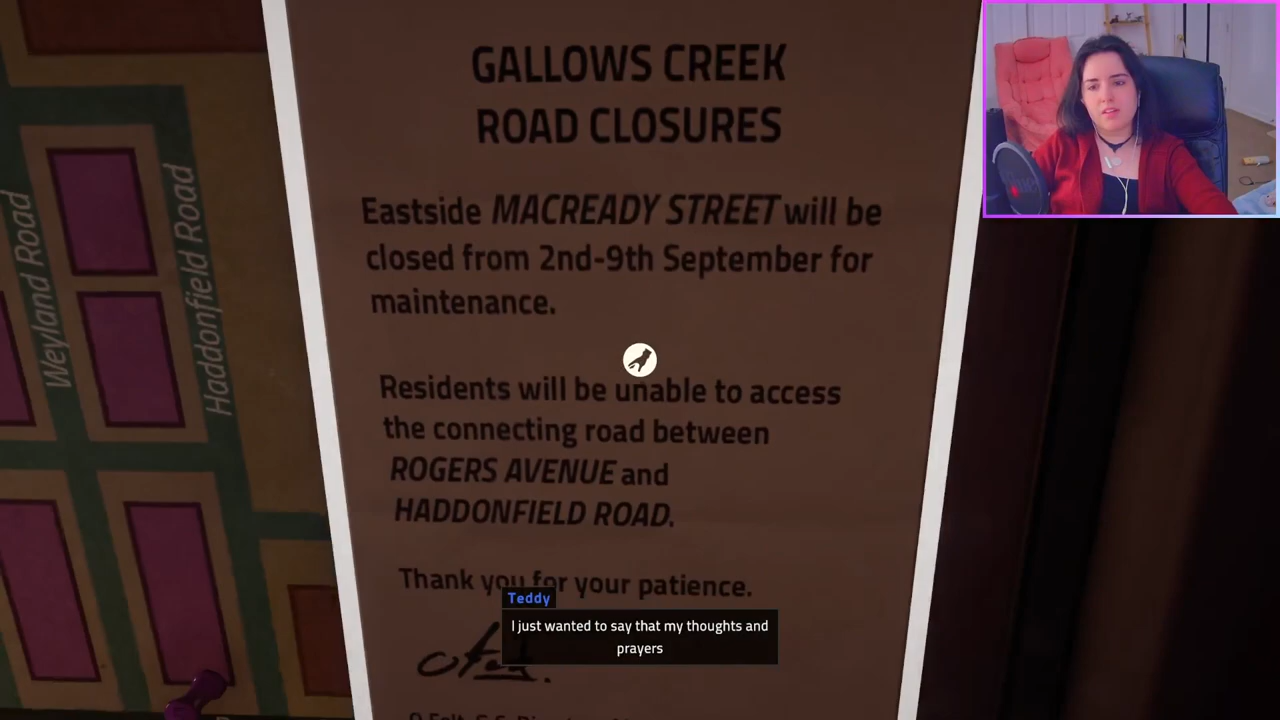 GALLOWS CREEK
ROAD CLOSURES
Eastside MACREADY STREET will be
closed from 2nd-9th September for
maintenance.
Residents will be unable to access
the connecting road between
ROGERS AVENUE and
HADDONFIELD ROAD.
Thank you for your patience.
Weyland Road
Haddonfield Road
Teddy
I just wanted to say that my thoughts and
prayers